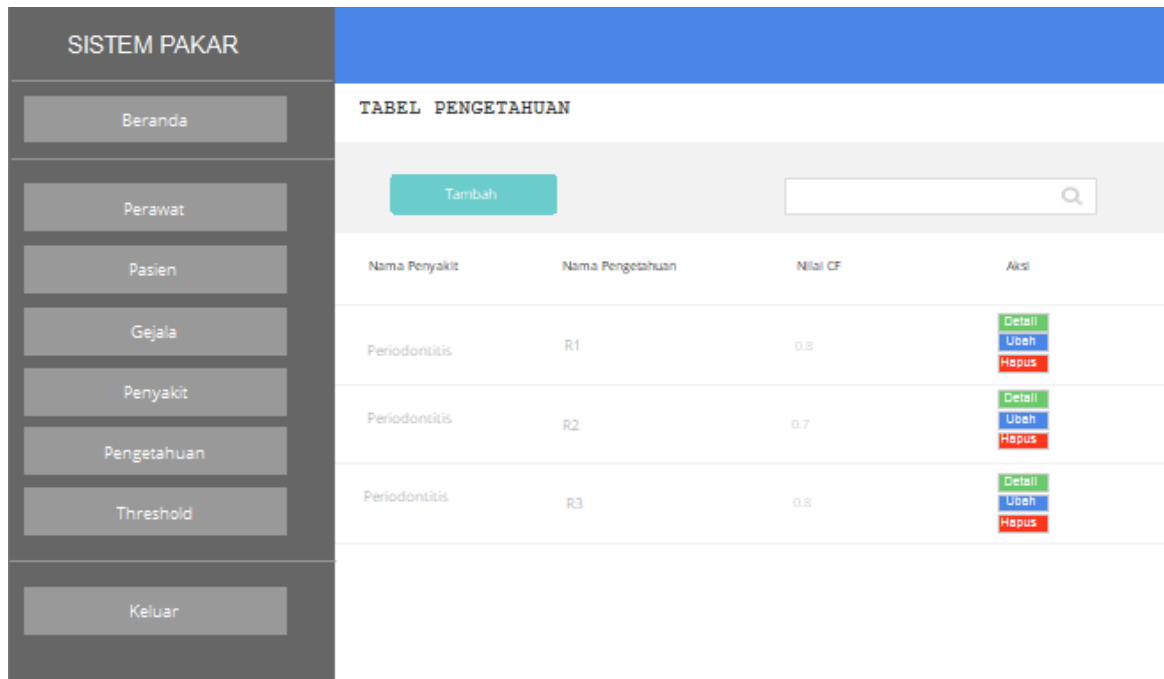 SISTEM PAKAR
Beranda
Perawat
Pasien
Gejala
Penyakit
Pengetahuan
Threshold
Keluar
TABEL PENGETAHUAN
Tambah
Nama Penyakit Nama Pengetahuan Nilai CF Aksi
Periodontitis R1 0.8 Detail
Ubah
Hapus
Periodontitis R2 0.7 Detail
Ubah
Hapus
Periodontitis R3 0.8 Detail
Ubah
Hapus